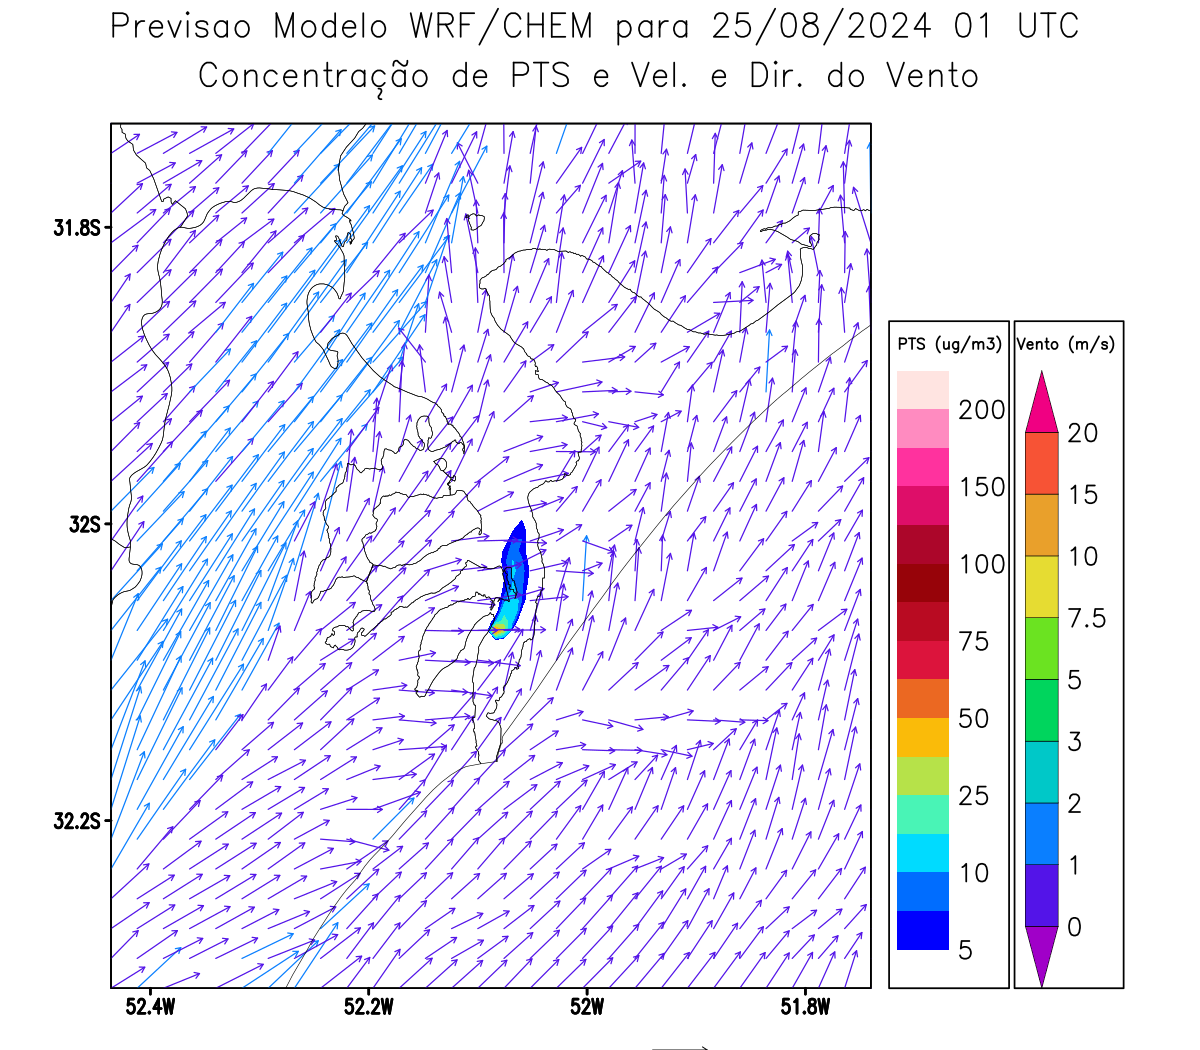 Previsao Modelo WRF/CHEM para 25/08/2024 01 UTC
Concentração de PTS e Vel. e Dir. do Vento
31.8S
32S
32.2S
52.4W
52.2W
52W
51.8W
PTS (ug/m3)
200
150
100
75
50
25
10
5
Vento (m/s)
20
15
10
7.5
5
3
2
1
0